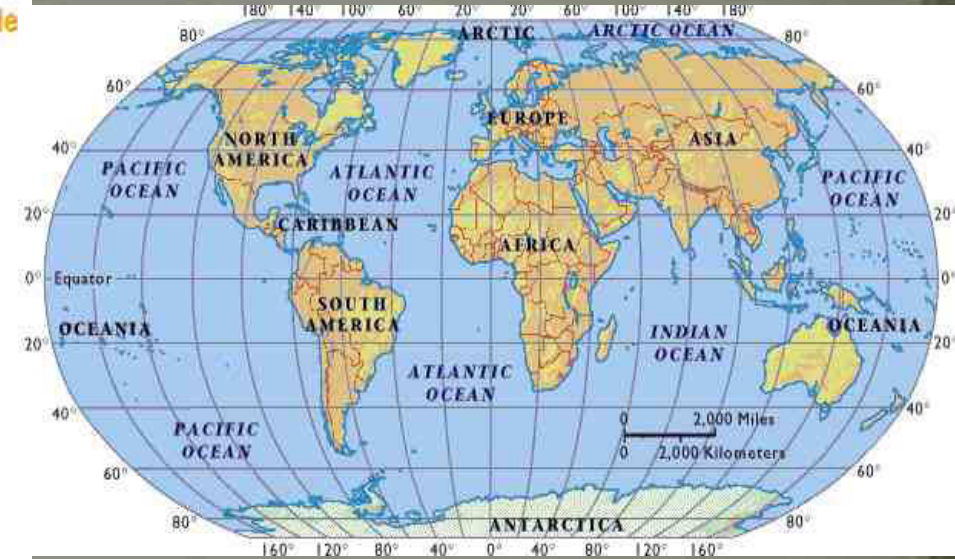 le
180° 140° 100° 60° 20° 20° 60° 100° 140° 180°
ARCTIC
ARCTIC OCEAN
80° 80°
60° 60°
EUROPE
ASIA
NORTH
AMERICA
40° 40°
PACIFIC
OCEAN
ATLANTIC
OCEAN
PACIFIC
OCEAN
20° 20°
CARIBBEAN
AFRICA
0° Equator 0°
SOUTH
AMERICA
OCEANIA
OCEANIA
INDIAN
OCEAN
20° 20°
ATLANTIC
OCEAN
40° 40°
0 2,000 Miles
0 2,000 Kilometers
PACIFIC
OCEAN
60° 60°
80° 80°
ANTARCTICA
160° 120° 80° 40° 0° 40° 80° 120° 160°